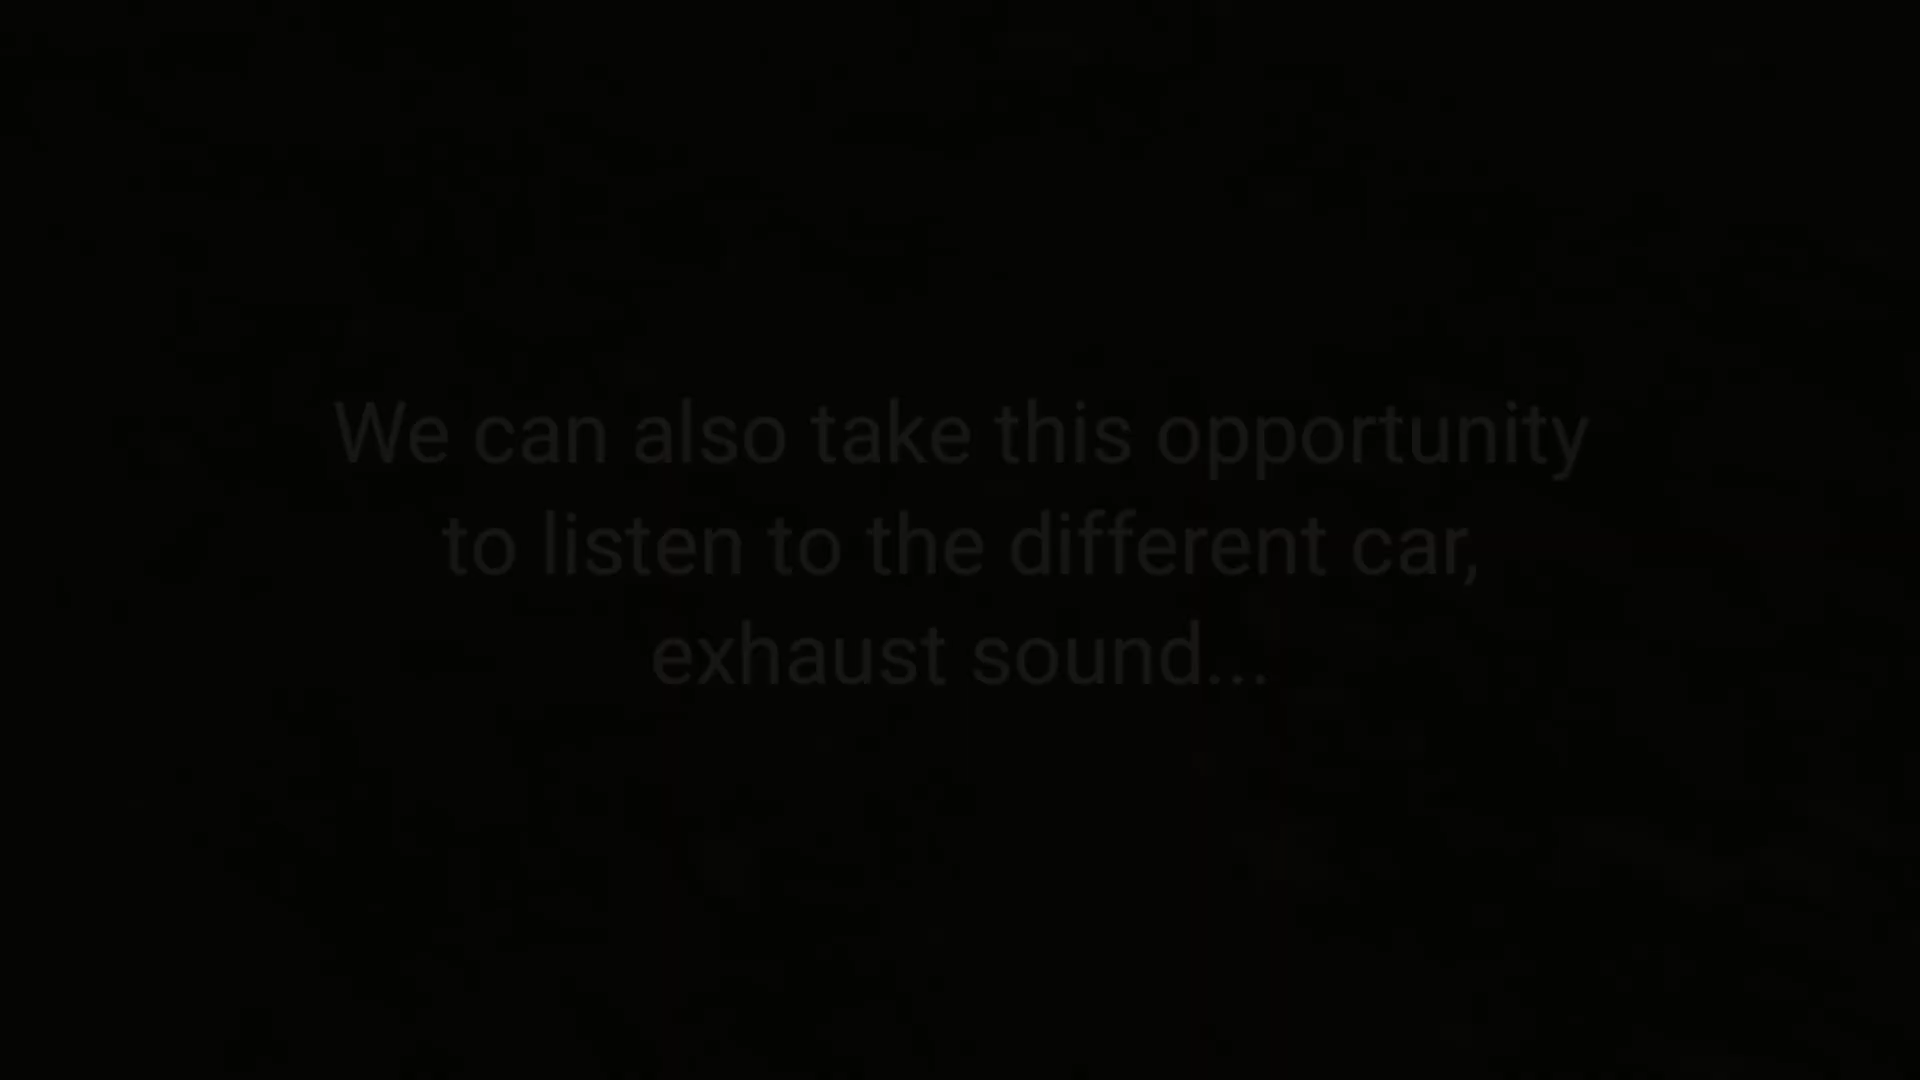 We can also take this opportunity
to listen to the different car,
exhaust sound...